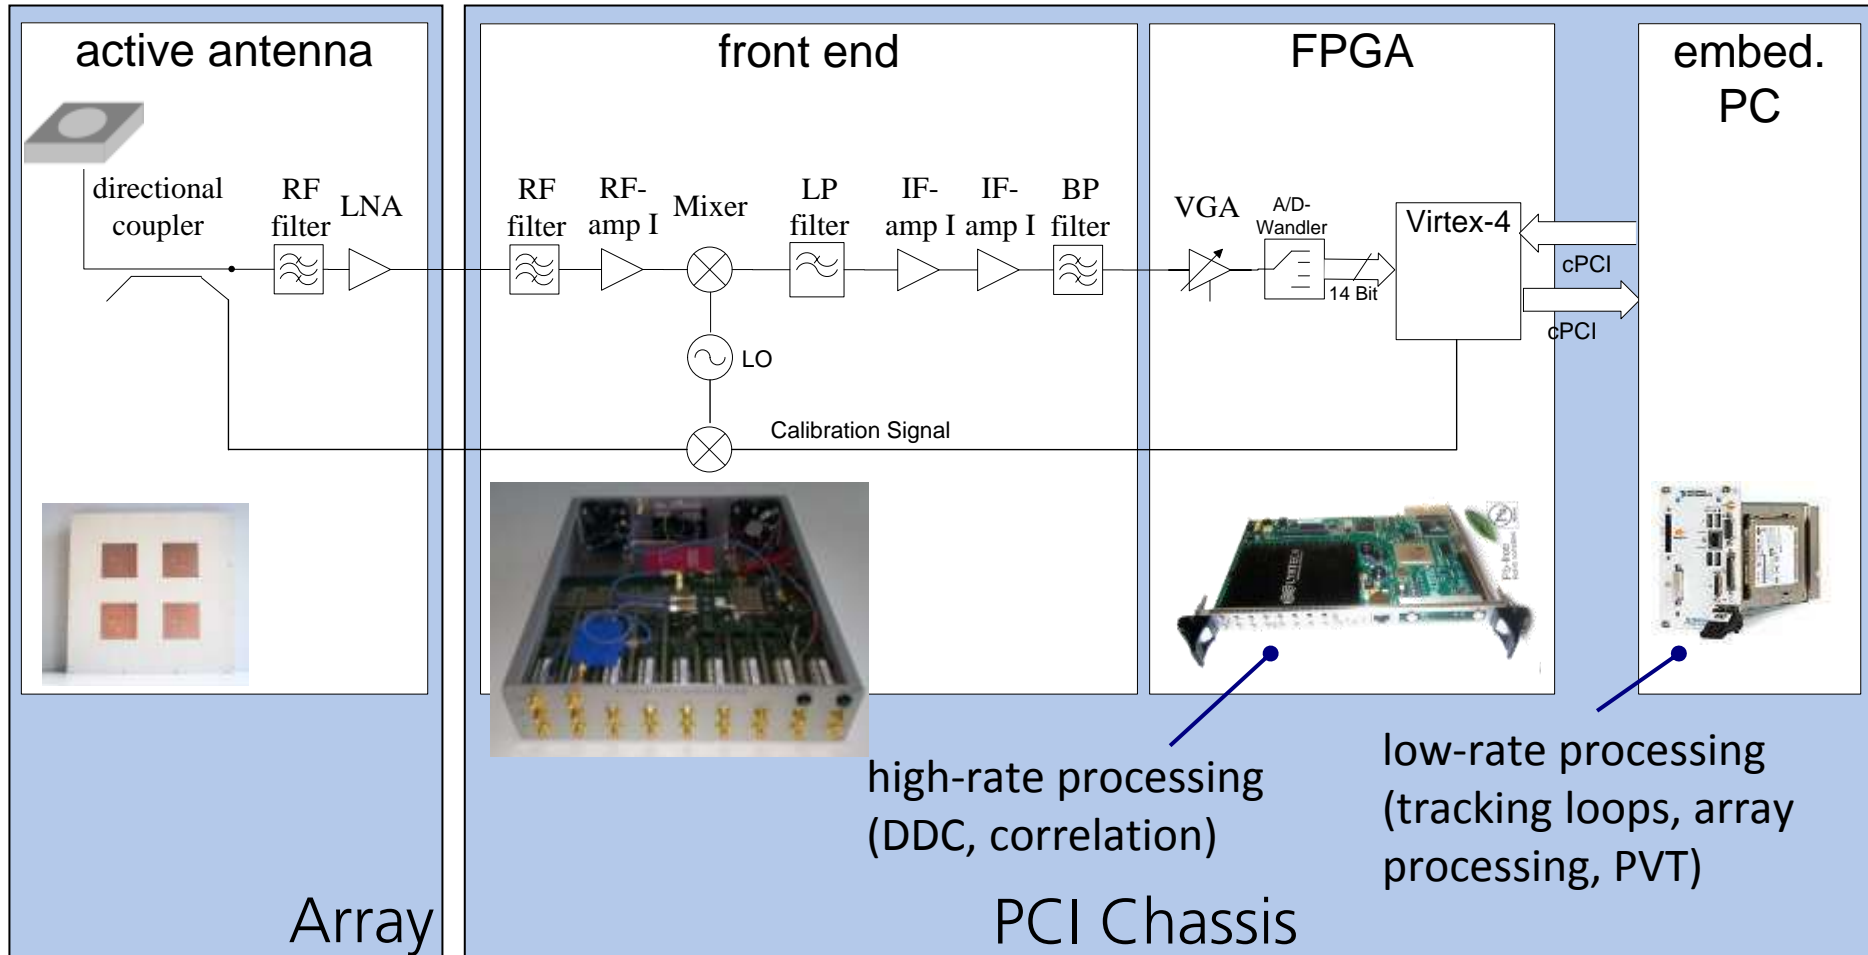 active antenna
front end
FPGA
embed.
PC
directional
coupler
RF
filter
LNA
RF
filter
RF-
amp I
Mixer
LP
filter
IF-
amp I
IF-
amp I
BP
filter
VGA
A/D-
Wandler
14 Bit
Virtex-4
cPCI
cPCI
LO
Calibration Signal
LYRTECH
high-rate processing
(DDC, correlation)
low-rate processing
(tracking loops, array
processing, PVT)
Array
PCI Chassis